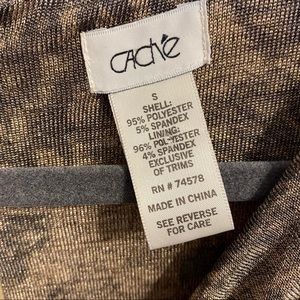 Caché
S
SHELL:
95% POLYESTER
5% SPANDEX
LINING:
96% POLYESTER
4% SPANDEX
EXCLUSIVE
OF TRIMS
RN # 74578
MADE IN CHINA
SEE REVERSE
FOR CARE